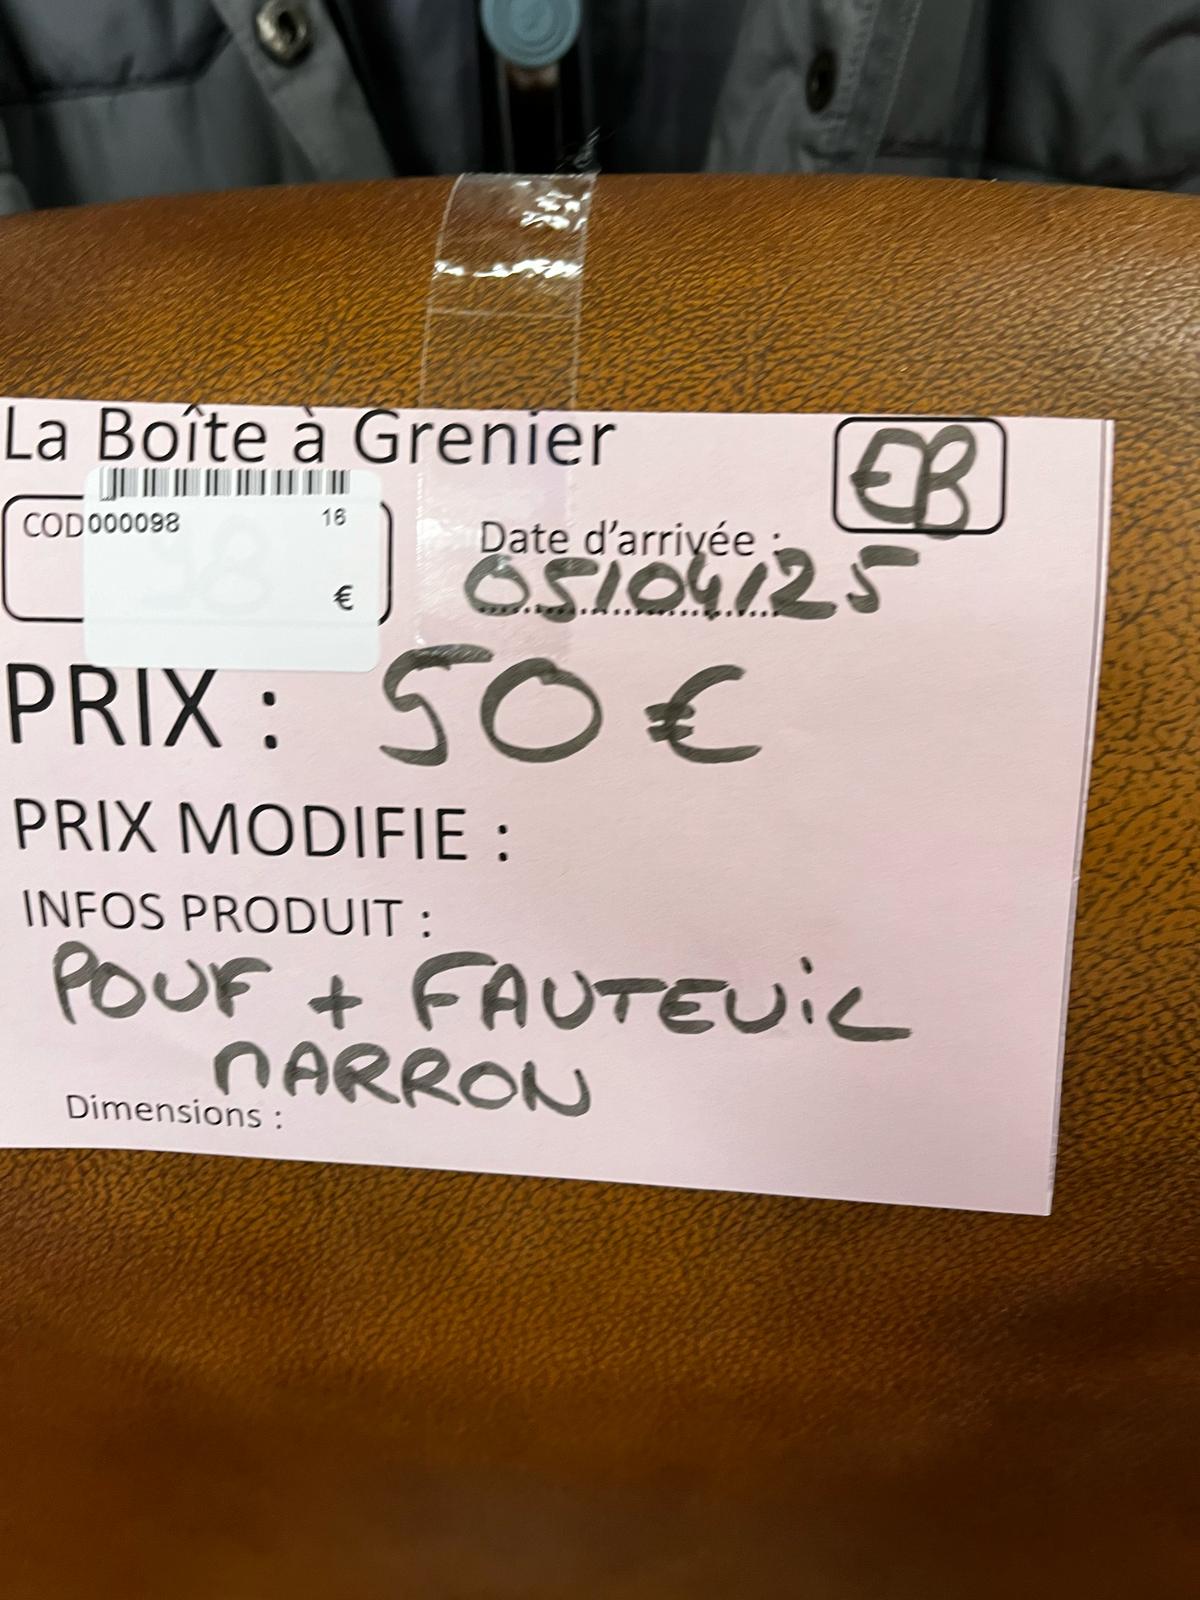 La Boîte à Grenier
EB
COD000098 16
€
Date d'arrivée :
05/04/25
PRIX : 50 €
PRIX MODIFIE :
INFOS PRODUIT :
POUF + FAUTEUiL
MARRON
Dimensions :